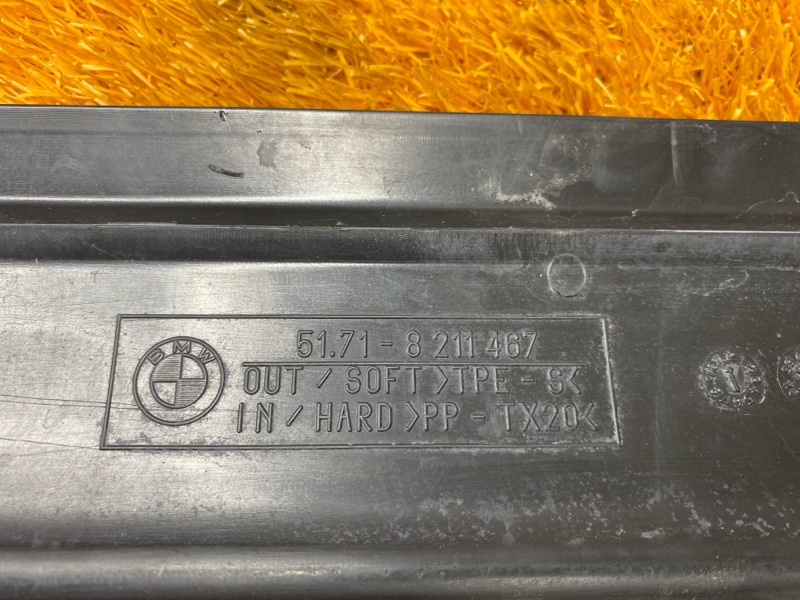 BMW
51.71-8 211 467
OUT / SOFT >TPE - S<
IN / HARD >PP - TX20<